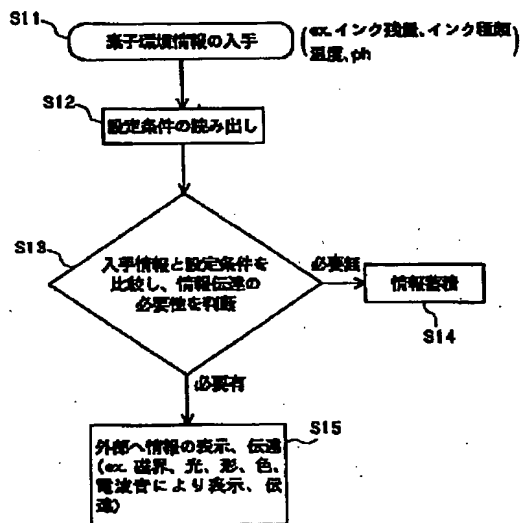 S11
素子環境情報の入手
(ex.インク残量、インク種類
温度、ph)
S12
設定条件の読み出し
S13
入手情報と設定条件を
比較し、情報伝達の
必要性を判断
必要無
情報蓄積
S14
必要有
S15
外部へ情報の表示、伝達
(ex. 磁界、光、形、色、
電波音により表示、伝
達)